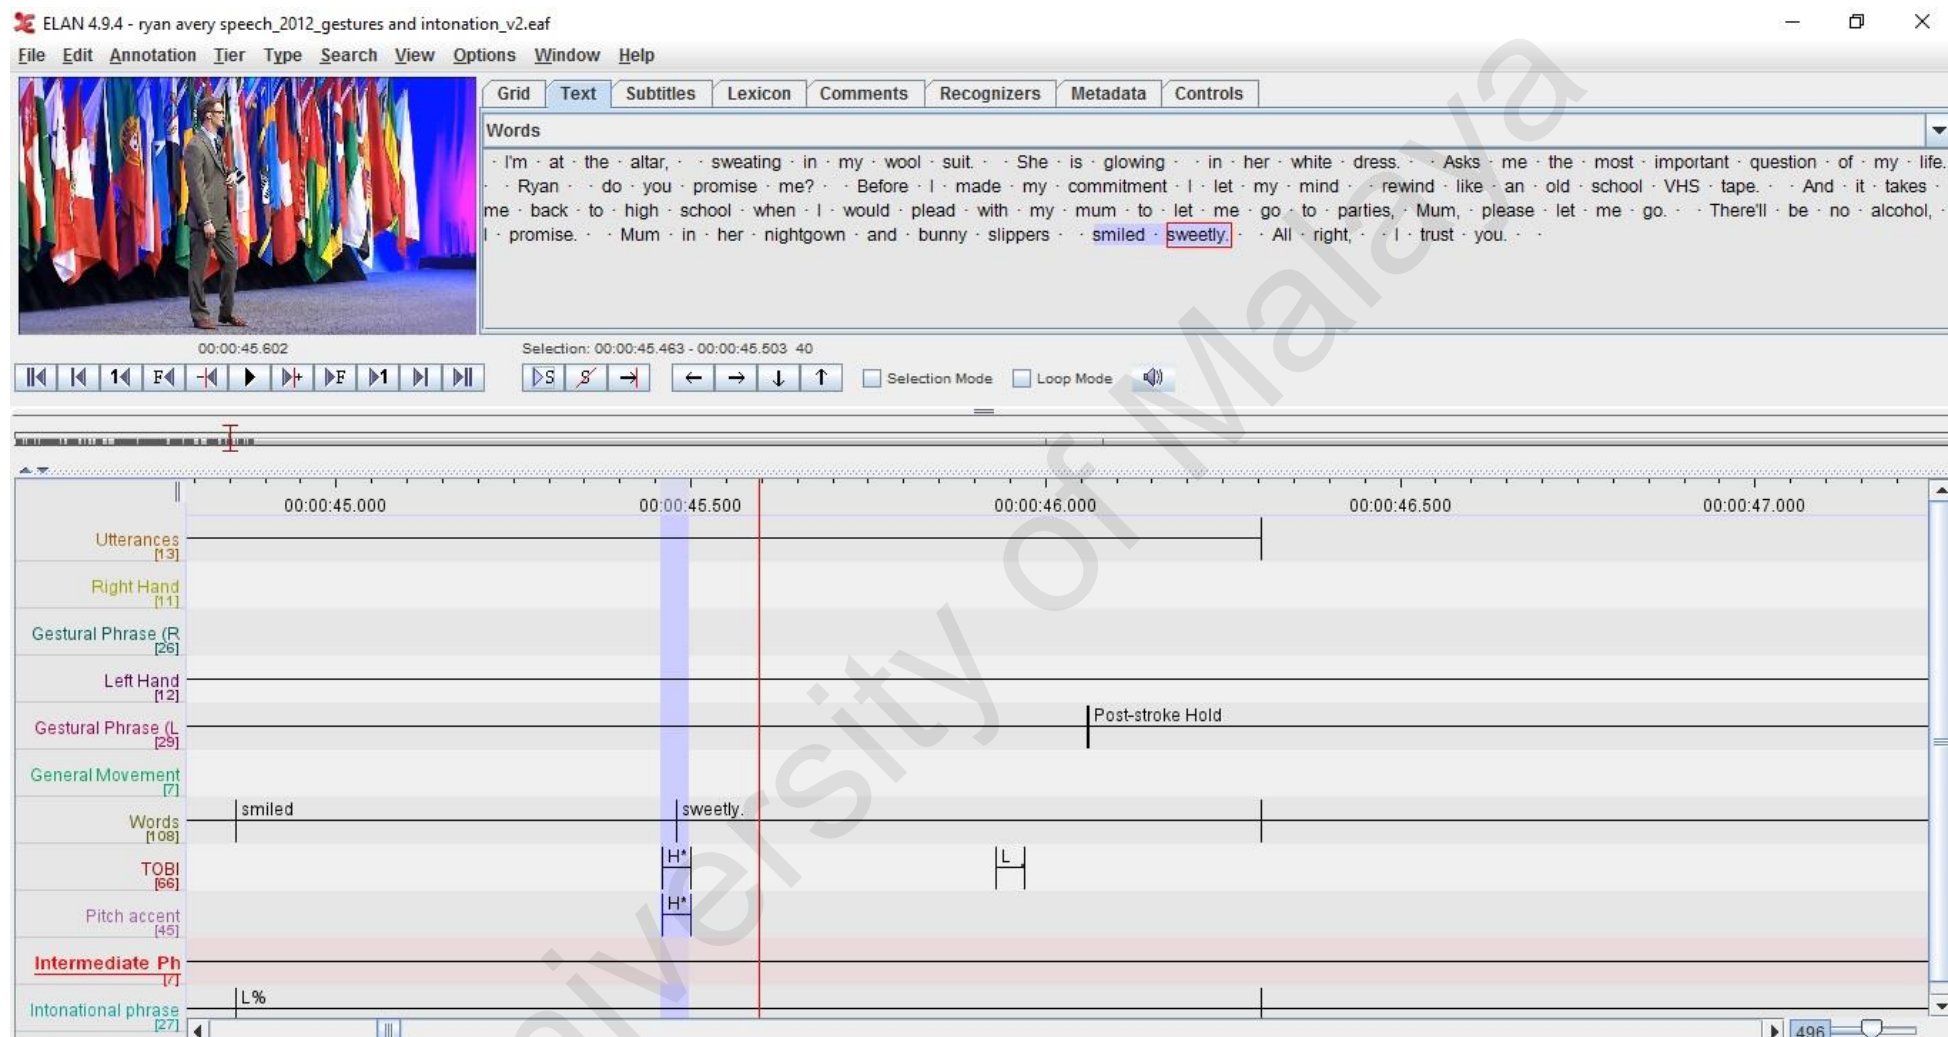 ELAN 4.9.4 - ryan avery speech_2012_gestures and intonation_v2.eaf
File Edit Annotation Tier Type Search View Options Window Help
Grid Text Subtitles Lexicon Comments Recognizers Metadata Controls
Words
· I'm · at · the · altar, · · sweating · in · my · wool · suit. · · She · is · glowing · · in · her · white · dress. · · Asks · me · the · most · important · question · of · my · life.
· · Ryan · · do · you · promise · me? · · Before · I · made · my · commitment · I · let · my · mind · · rewind · like · an · old · school · VHS · tape. · · And · it · takes ·
me · back · to · high · school · when · I · would · plead · with · my · mum · to · let · me · go · to · parties, · Mum, · please · let · me · go. · · There'll · be · no · alcohol, ·
I · promise. · · Mum · in · her · nightgown · and · bunny · slippers · · smiled · sweetly. · · All · right, · · I · trust · you. · ·
00:00:45.602
Selection: 00:00:45.463 - 00:00:45.503 40
1 F + F 1 S S Selection Mode Loop Mode
00:00:45.000 00:00:45.500 00:00:46.000 00:00:46.500 00:00:47.000
Utterances
[13]
Right Hand
[11]
Gestural Phrase (R
[26]
Left Hand
[12]
Gestural Phrase (L Post-stroke Hold
[29]
General Movement
[7]
Words smiled sweetly.
[108]
TOBI H* L
[66]
Pitch accent H*
[45]
Intermediate Ph
[7]
Intonational phrase L%
[27]
496
University of Malaya